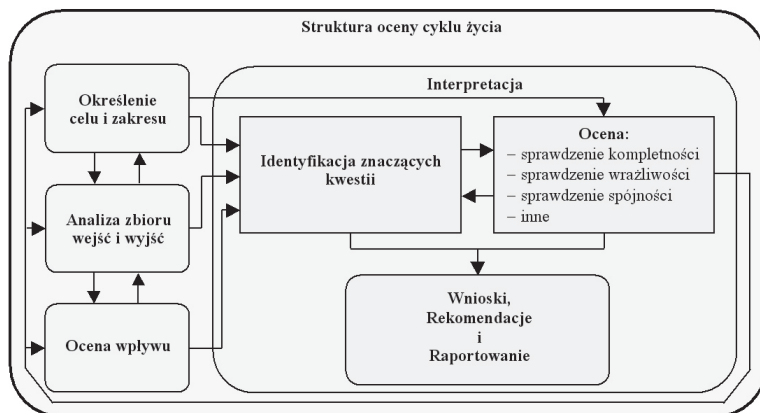 Struktura oceny cyklu życia
Określenie
celu i zakresu
Analiza zbioru
wejść i wyjść
Ocena wpływu
Interpretacja
Identyfikacja znaczących
kwestii
Ocena:
– sprawdzenie kompletności
– sprawdzenie wrażliwości
– sprawdzenie spójności
– inne
Wnioski,
Rekomendacje
i
Raportowanie